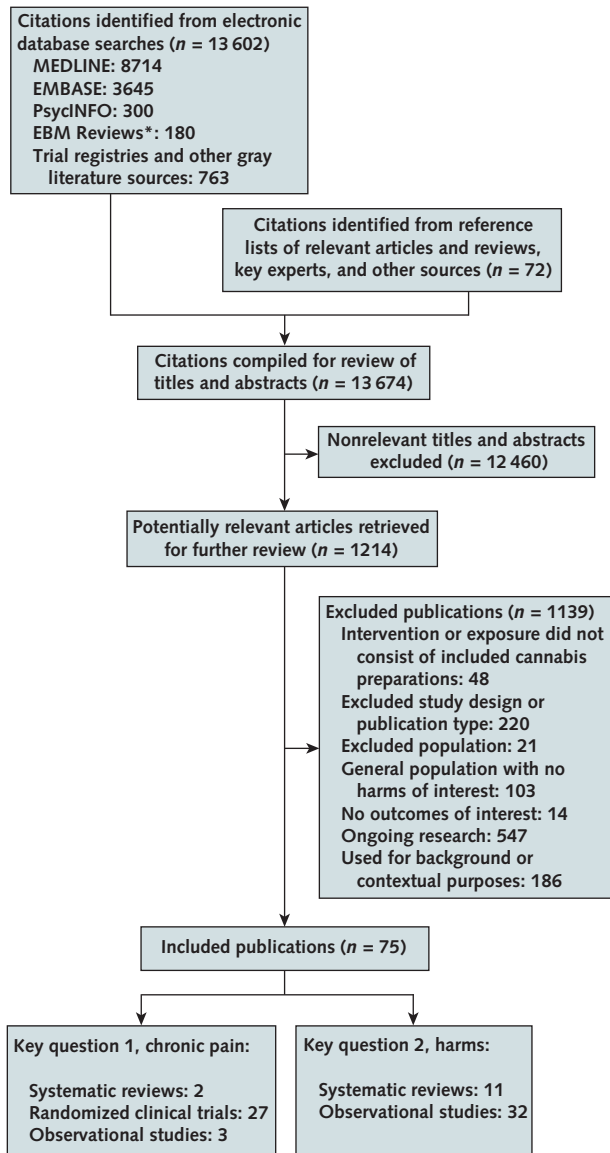 Citations identified from electronic
database searches (n = 13 602)
MEDLINE: 8714
EMBASE: 3645
PsycINFO: 300
EBM Reviews*: 180
Trial registries and other gray
literature sources: 763
Citations identified from reference
lists of relevant articles and reviews,
key experts, and other sources (n = 72)
Citations compiled for review of
titles and abstracts (n = 13 674)
Nonrelevant titles and abstracts
excluded (n = 12 460)
Potentially relevant articles retrieved
for further review (n = 1214)
Excluded publications (n = 1139)
Intervention or exposure did not
consist of included cannabis
preparations: 48
Excluded study design or
publication type: 220
Excluded population: 21
General population with no
harms of interest: 103
No outcomes of interest: 14
Ongoing research: 547
Used for background or
contextual purposes: 186
Included publications (n = 75)
Key question 1, chronic pain:
Systematic reviews: 2
Randomized clinical trials: 27
Observational studies: 3
Key question 2, harms:
Systematic reviews: 11
Observational studies: 32